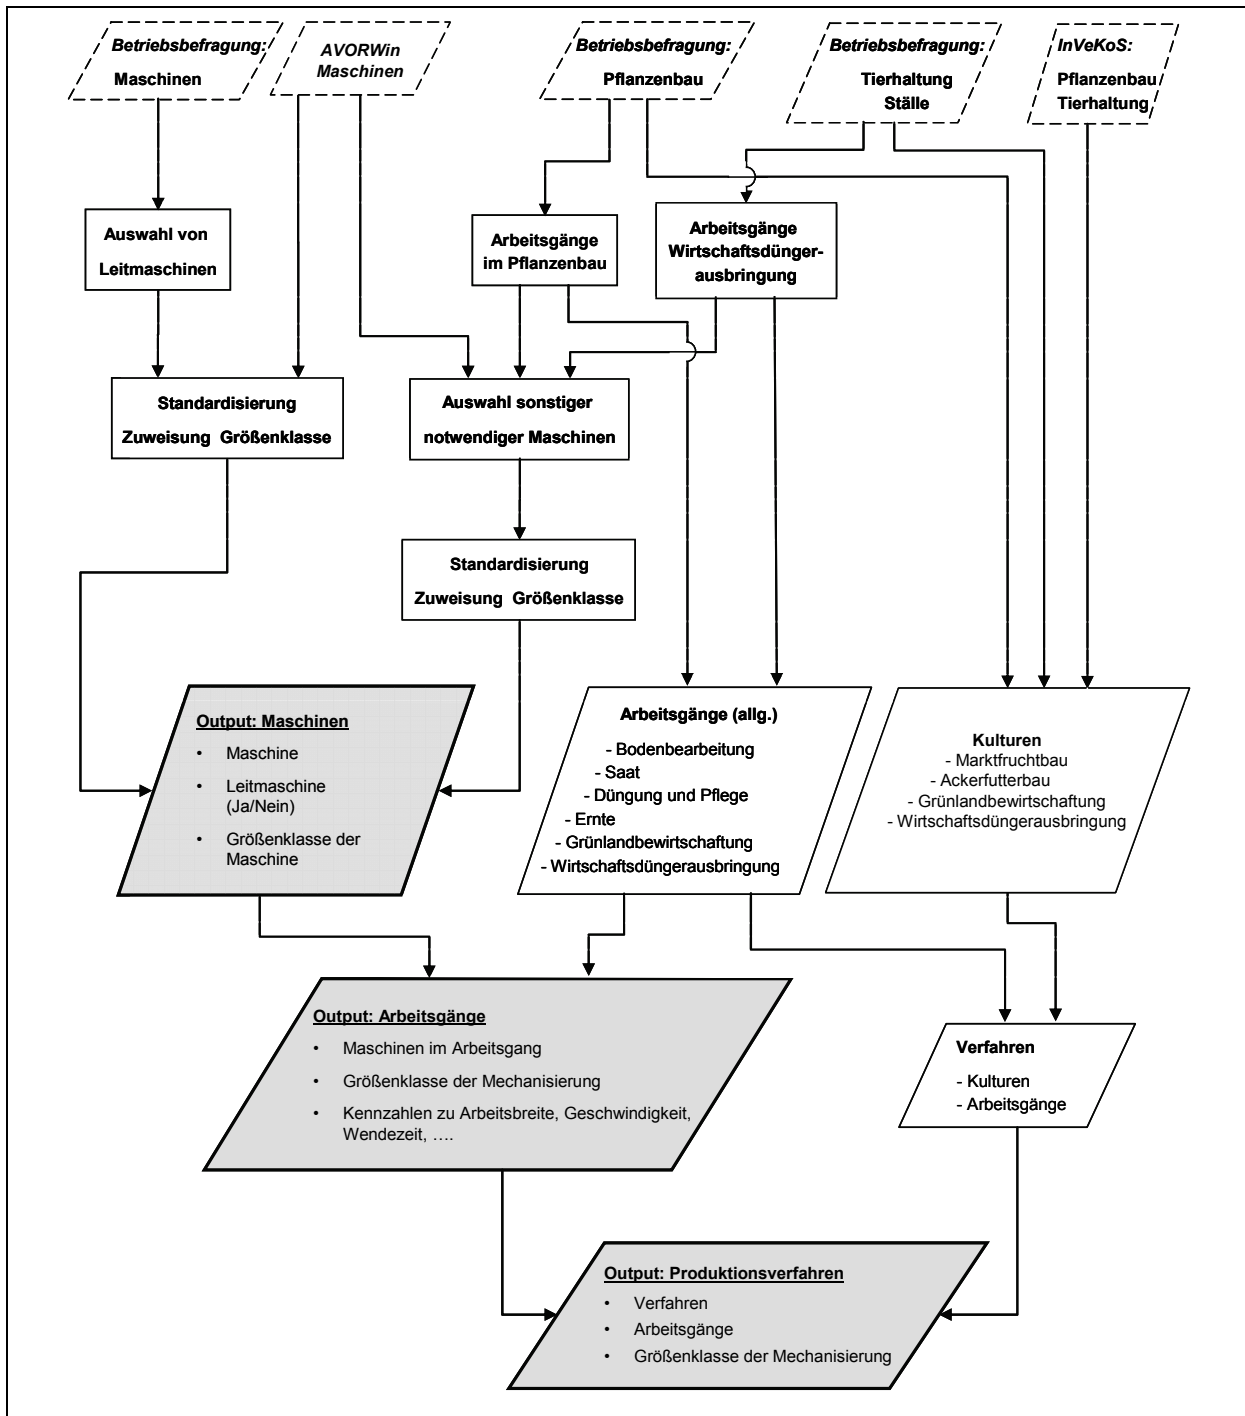 Betriebsbefragung:
Maschinen
AVORWin
Maschinen
Betriebsbefragung:
Pflanzenbau
Betriebsbefragung:
Tierhaltung
Ställe
InVeKoS:
Pflanzenbau
Tierhaltung
Auswahl von
Leitmaschinen
Arbeitsgänge
im Pflanzenbau
Arbeitsgänge
Wirtschaftsdünger-
ausbringung
Standardisierung
Zuweisung Größenklasse
Auswahl sonstiger
notwendiger Maschinen
Standardisierung
Zuweisung Größenklasse
Output: Maschinen
• Maschine
• Leitmaschine
(Ja/Nein)
• Größenklasse der
Maschine
Arbeitsgänge (allg.)
- Bodenbearbeitung
- Saat
- Düngung und Pflege
- Ernte
- Grünlandbewirtschaftung
- Wirtschaftsdüngerausbringung
Kulturen
- Marktfruchtbau
- Ackerfutterbau
- Grünlandbewirtschaftung
- Wirtschaftsdüngerausbringung
Output: Arbeitsgänge
• Maschinen im Arbeitsgang
• Größenklasse der Mechanisierung
• Kennzahlen zu Arbeitsbreite, Geschwindigkeit,
Wendezeit, ….
Verfahren
- Kulturen
- Arbeitsgänge
Output: Produktionsverfahren
• Verfahren
• Arbeitsgänge
• Größenklasse der Mechanisierung